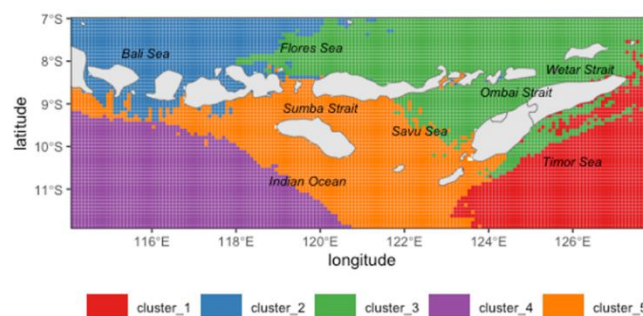 7°S
Bali Sea
Flores Sea
8°S
Wetar Strait
Ombai Strait
9°S
Sumba Strait
Savu Sea
10°S
Timor Sea
Indian Ocean
11°S
latitude
116°E 118°E 120°E 122°E 124°E 126°E
longitude
cluster_1 cluster_2 cluster_3 cluster_4 cluster_5